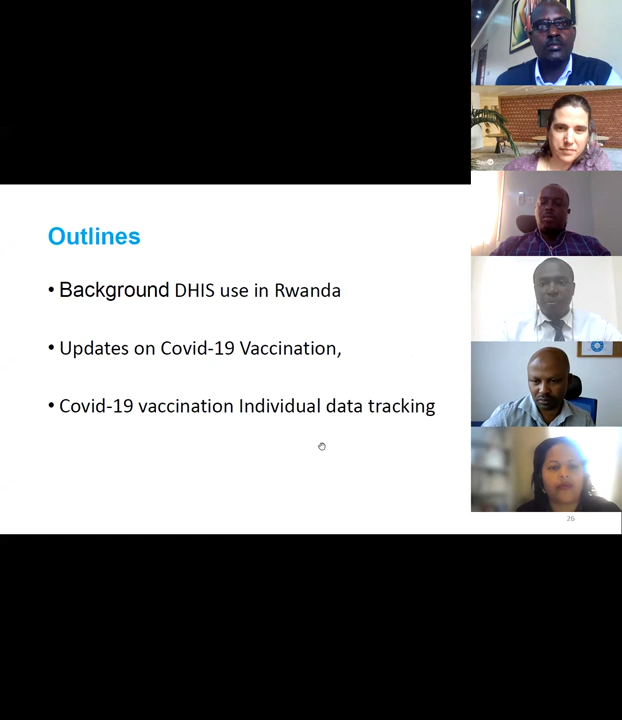 Outlines
• Background DHIS use in Rwanda
• Updates on Covid-19 Vaccination,
• Covid-19 vaccination Individual data tracking
26